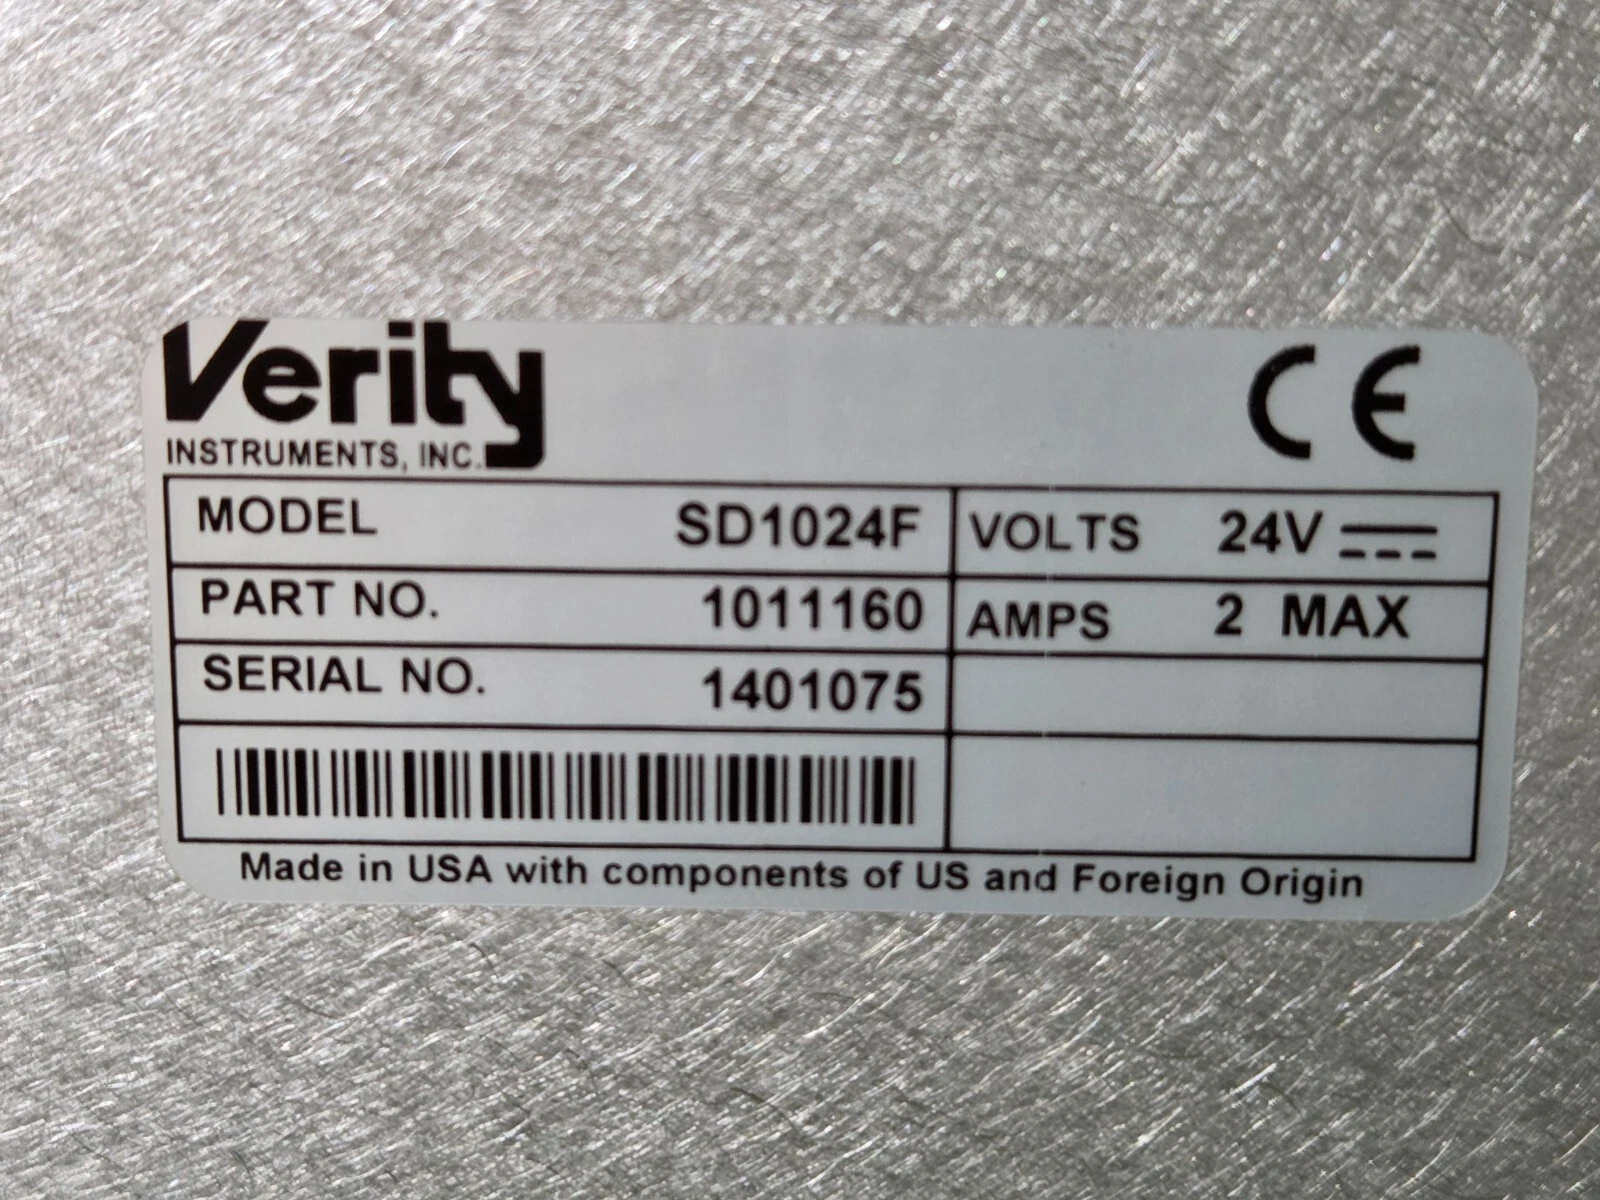 Verity
INSTRUMENTS, INC.
CE
MODEL SD1024F VOLTS 24V
PART NO. 1011160 AMPS 2 MAX
SERIAL NO. 1401075
Made in USA with components of US and Foreign Origin